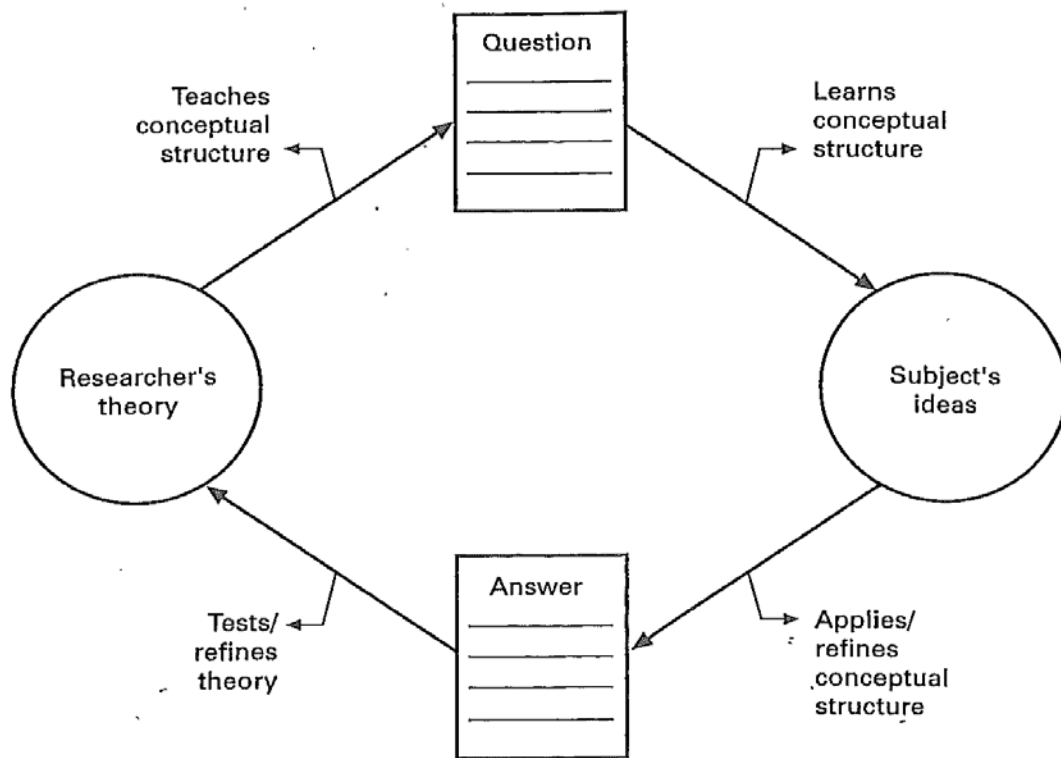 Question
Teaches
conceptual
structure
Learns
conceptual
structure
Researcher's
theory
Subject's
ideas
Answer
Tests/
refines
theory
Applies/
refines
conceptual
structure